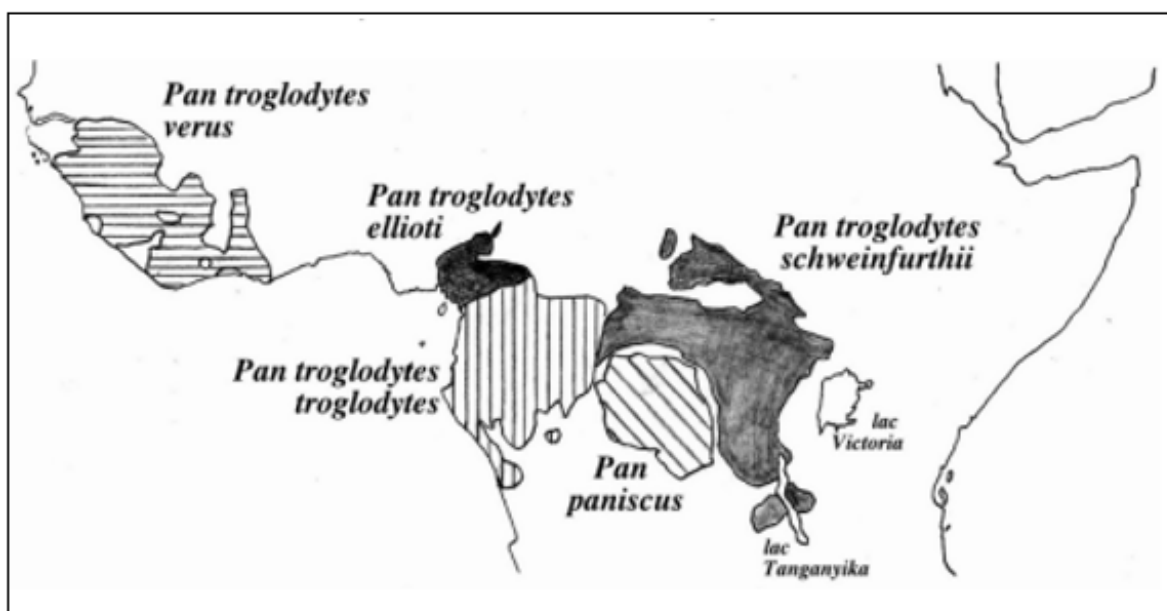 Pan troglodytes
verus
Pan troglodytes
ellioti
Pan troglodytes
schweinfurthii
Pan troglodytes
troglodytes
Pan
paniscus
lac
Victoria
lac
Tanganyika